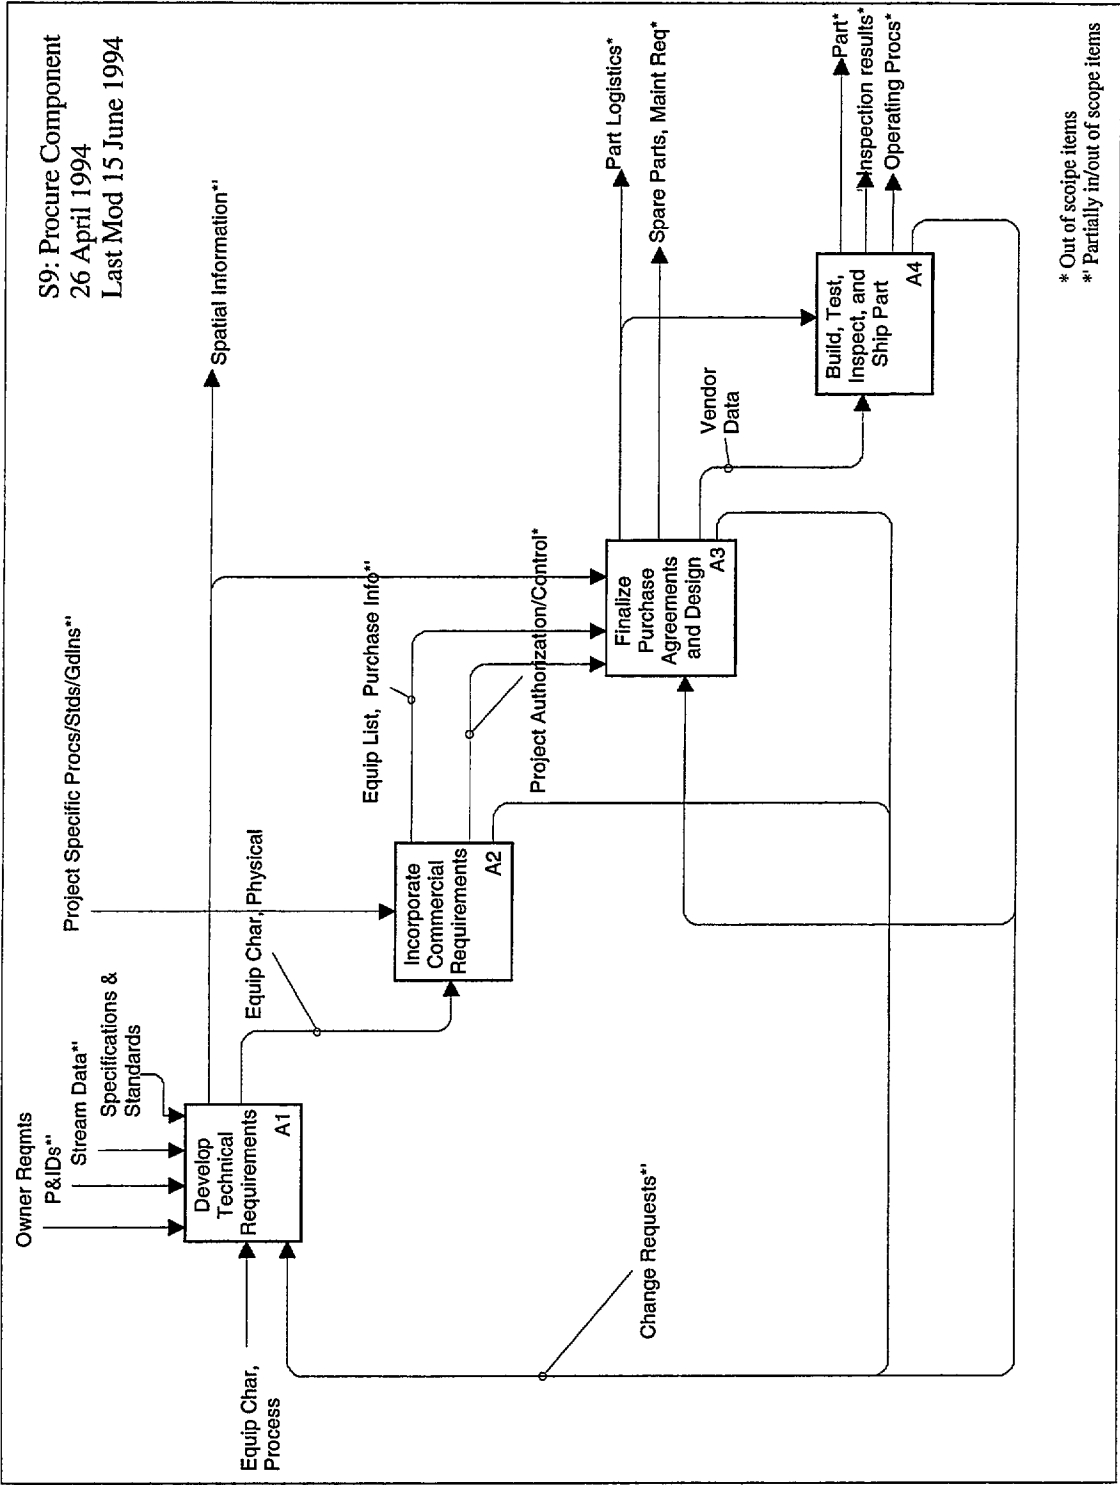 S9: Procure Component
26 April 1994
Last Mod 15 June 1994
Owner Reqmts
P&IDs*'
Stream Data*'
Specifications &
Standards
Project Specific Procs/Stds/Gdlns*'
Spatial Information*'
Equip Char,
Process
Develop
Technical
Requirements
A1
Equip Char, Physical
Incorporate
Commercial
Requirements
A2
Equip List, Purchase Info*'
Project Authorization/Control*
Finalize
Purchase
Agreements
and Design
A3
Part Logistics*
Spare Parts, Maint Req*
Vendor
Data
Build, Test,
Inspect, and
Ship Part
A4
Part*
Inspection results*
Operating Procs*
Change Requests*'
* Out of scoipe items
*' Partially in/out of scope items